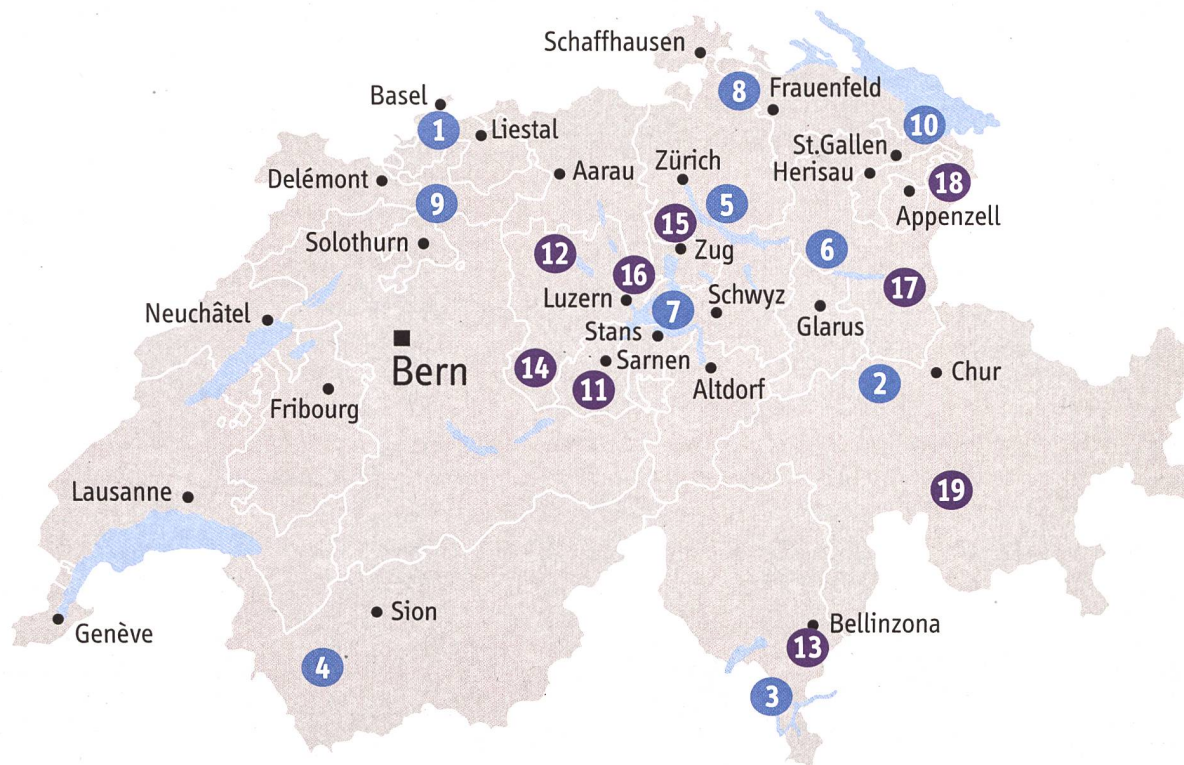 Schaffhausen
8
Frauenfeld
Basel
1
Liestal
10
St.Gallen
Herisau
18
Appenzell
Aarau
Zürich
Delémont
9
5
Solothurn
15
Zug
12
6
16
17
Luzern
7
Schwyz
Glarus
Neuchâtel
Stans
Bern
14
Sarnen
11
Altdorf
2
Chur
Fribourg
Lausanne
19
Sion
Genève
Bellinzona
13
4
3